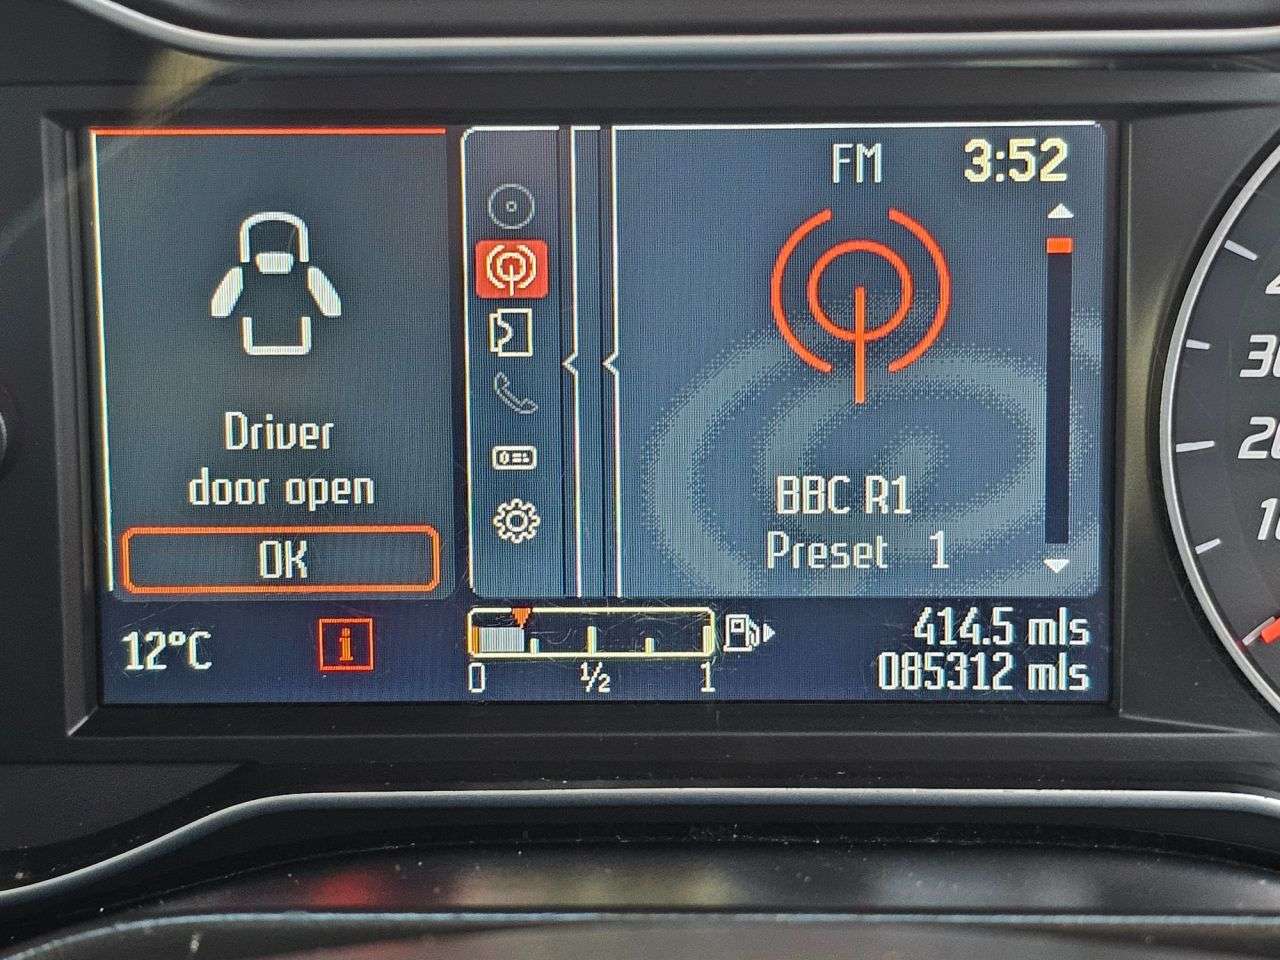 FM 3:52
Driver
door open
OK
BBC R1
Preset 1
12°C
i
0 ½ 1
414.5 mls
085312 mls
30